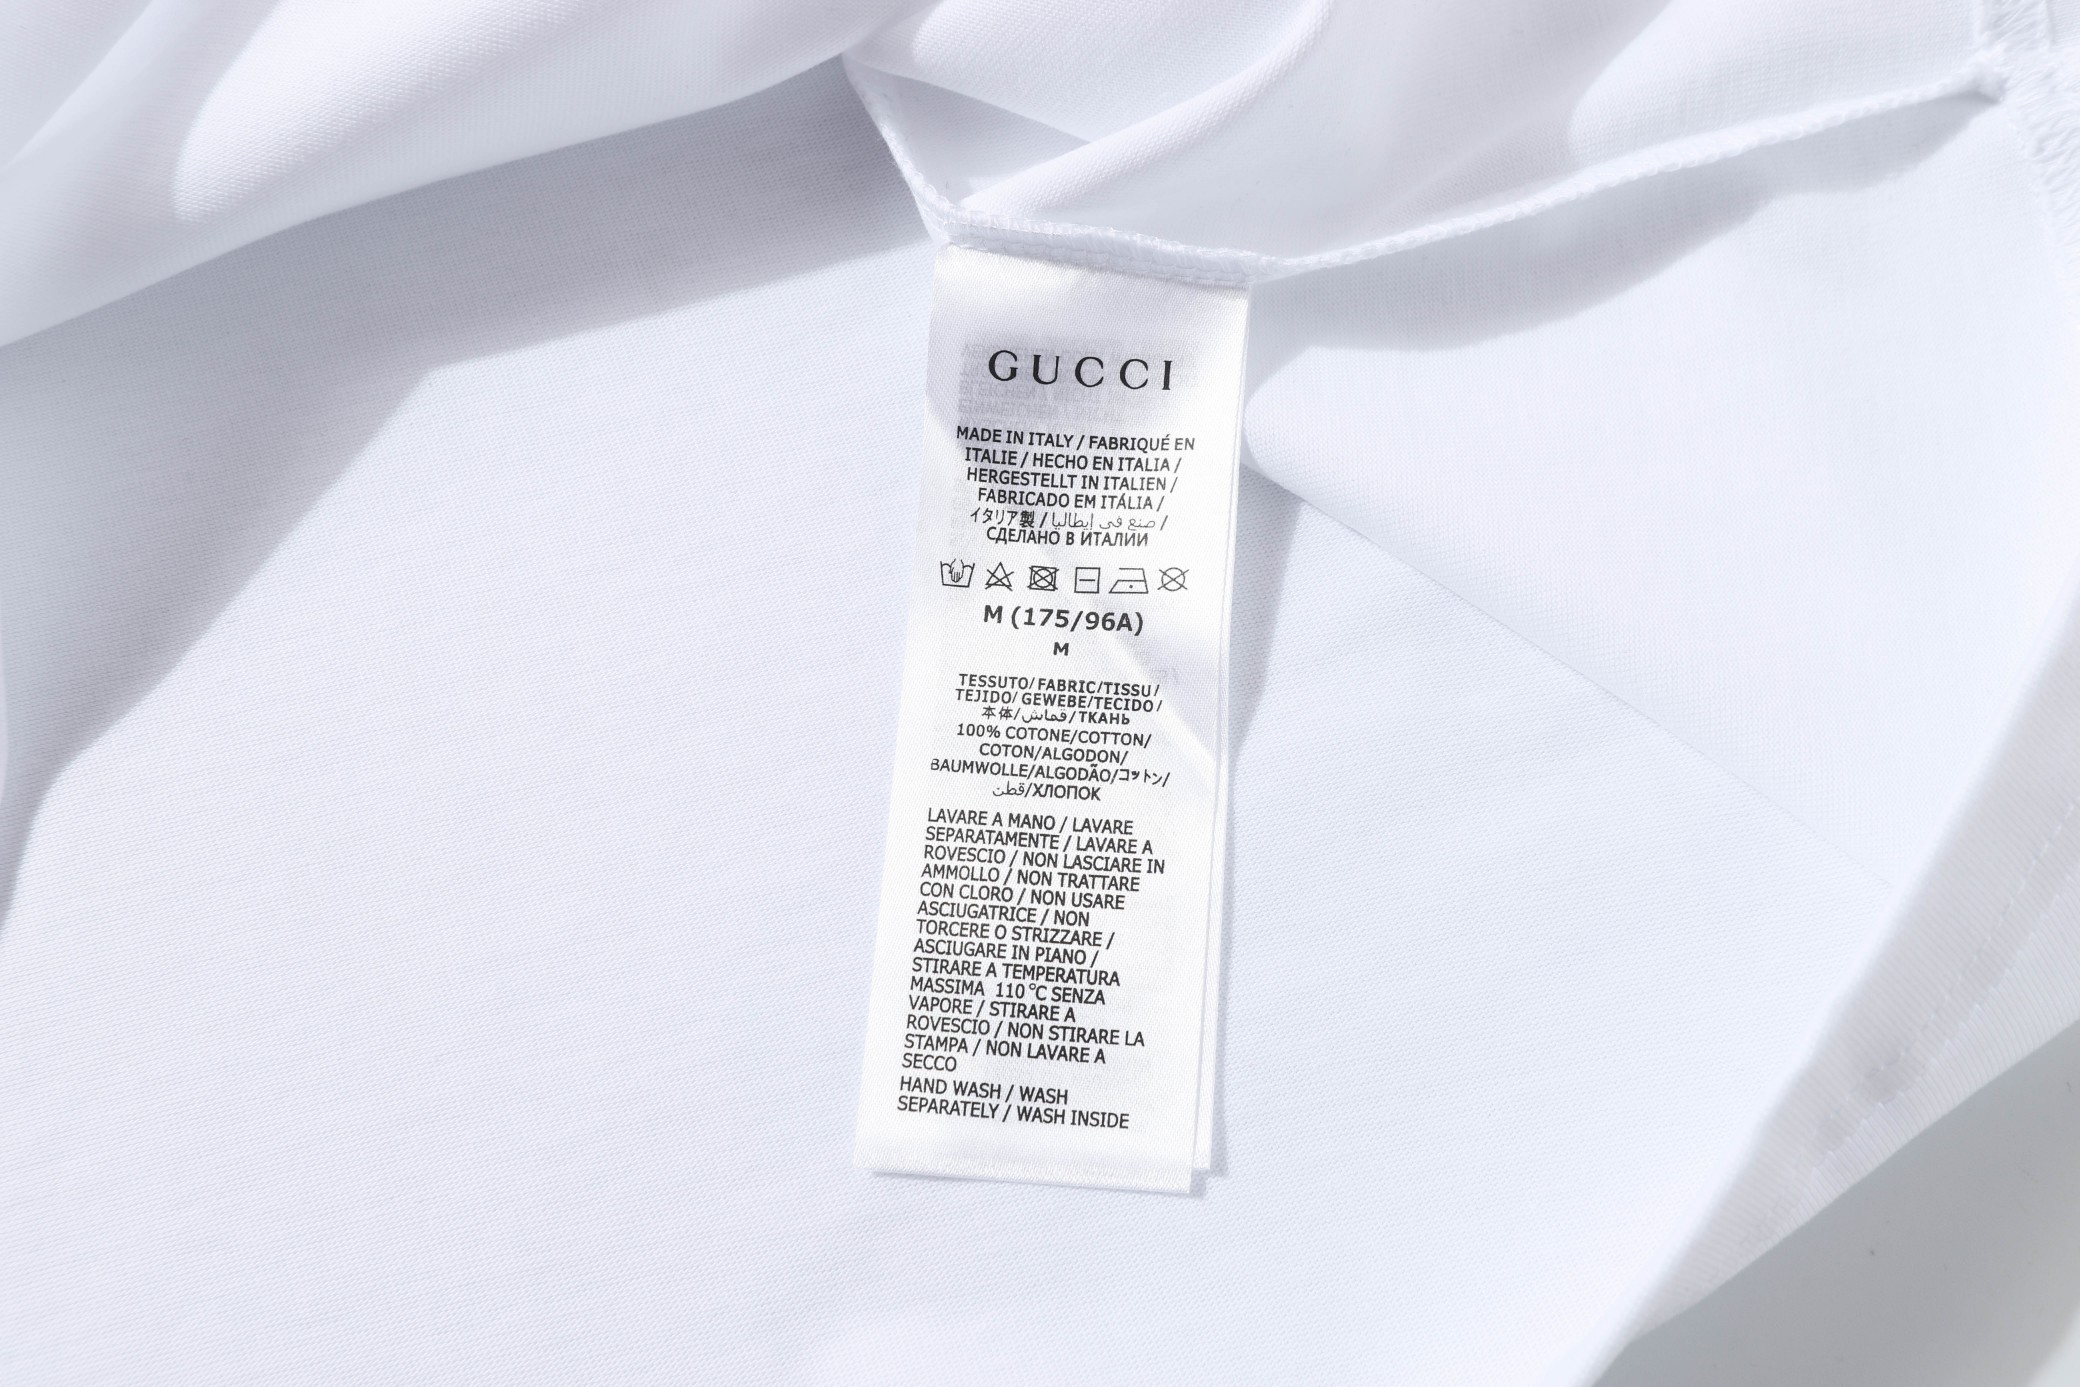 GUCCI
MADE IN ITALY / FABRIQUÉ EN
ITALIE / HECHO EN ITALIA /
HERGESTELLT IN ITALIEN /
FABRICADO EM ITÁLIA /
イタリア製 / صنع في إيطاليا /
СДЕЛАНО В ИТАЛИИ
M (175/96A)
M
TESSUTO/FABRIC/TISSU/
TEJIDO/GEWEBE/TECIDO/
本体/قماش/ТКАНЬ
100% COTONE/COTTON/
COTON/ALGODON/
BAUMWOLLE/ALGODÃO/コットン/
قطن/ХЛОПОК
LAVARE A MANO / LAVARE
SEPARATAMENTE / LAVARE A
ROVESCIO / NON LASCIARE IN
AMMOLLO / NON TRATTARE
CON CLORO / NON USARE
ASCIUGATRICE / NON
TORCERE O STRIZZARE /
ASCIUGARE IN PIANO /
STIRARE A TEMPERATURA
MASSIMA 110°C SENZA
VAPORE / STIRARE A
ROVESCIO / NON STIRARE LA
STAMPA / NON LAVARE A
SECCO
HAND WASH / WASH
SEPARATELY / WASH INSIDE